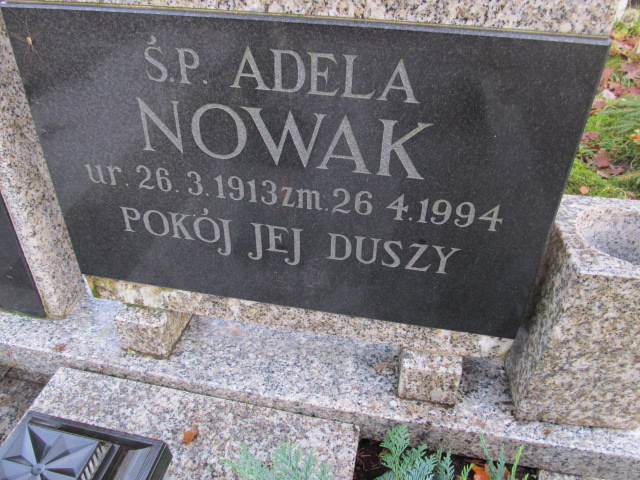 Ś.P. ADELA
NOWAK
ur. 26. 3. 1913 zm. 26 4. 1994
POKÓJ JEJ DUSZY